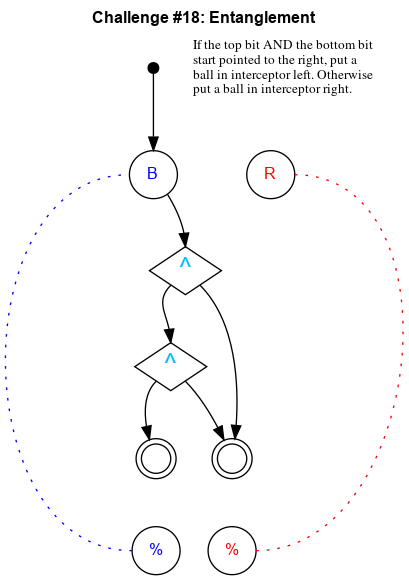 Challenge #18: Entanglement
If the top bit AND the bottom bit
start pointed to the right, put a
ball in interceptor left. Otherwise
put a ball in interceptor right.
B
R
^
^
%
%